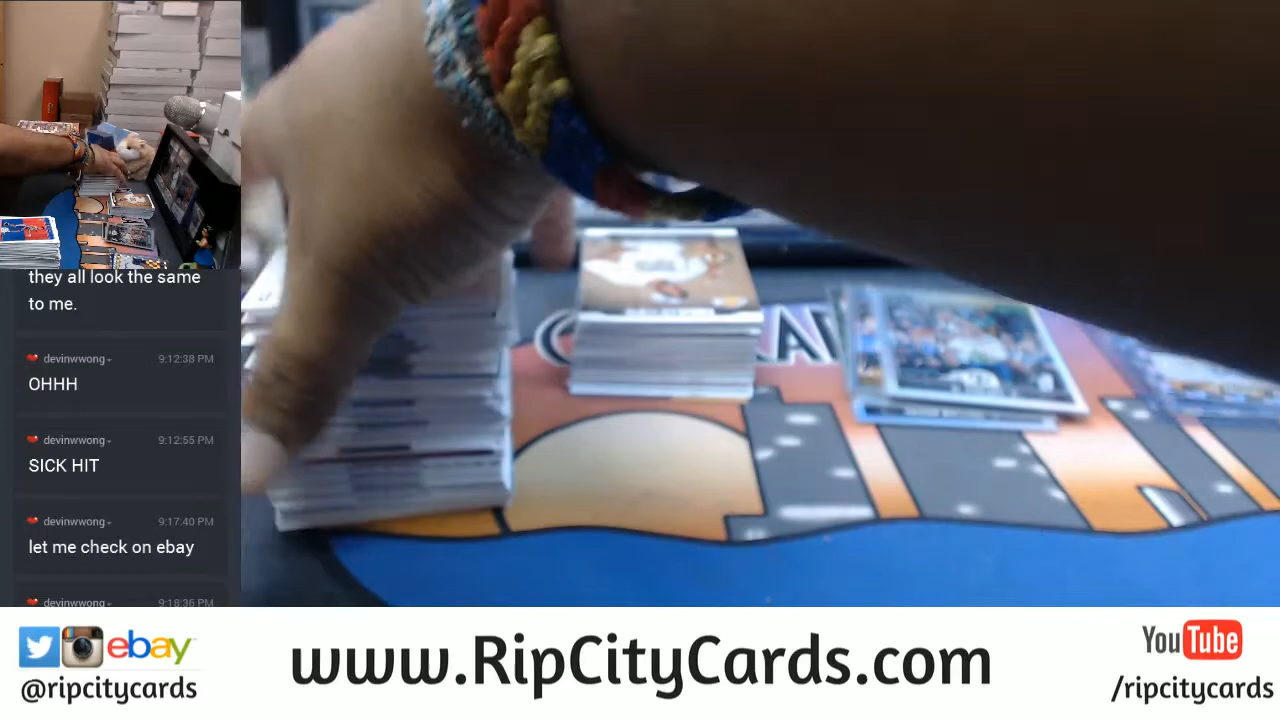 they all look the same
to me.
devinwwong
9:12:38 PM
OHHH
devinwwong
9:12:55 PM
SICK HIT
devinwwong
9:17:40 PM
let me check on ebay
devinwwong
9:18:36 PM
ebay
@ripcitycards
www.RipCityCards.com
YouTube
/ripcitycards